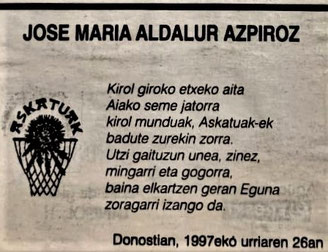 JOSE MARIA ALDALUR AZPIROZ
ASKATUAK
Kirol giroko etxeko aita
Aiako seme jatorra
kirol munduak, Askatuak-ek
badute zurekin zorra.
Utzi gaituzun unea, zinez,
mingarri eta gogorra,
baina elkartzen geran Eguna
zoragarri izango da.
Donostian, 1997eko urriaren 26an